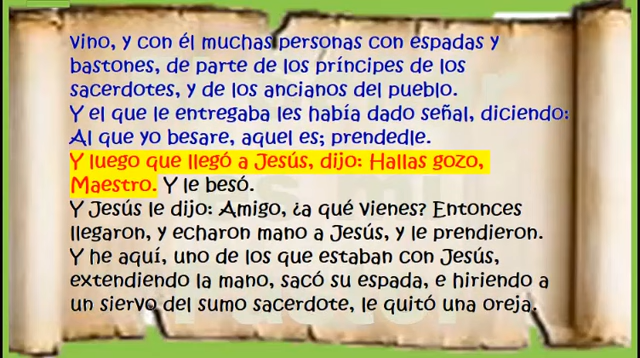 vino, y con él muchas personas con espadas y
bastones, de parte de los príncipes de los
sacerdotes, y de los ancianos del pueblo.
Y el que le entregaba les había dado señal, diciendo:
Al que yo besare, aquel es; prendedle.
Y luego que llegó a Jesús, dijo: Hallas gozo,
Maestro. Y le besó.
Y Jesús le dijo: Amigo, ¿a qué vienes? Entonces
llegaron, y echaron mano a Jesús, y le prendieron.
Y he aquí, uno de los que estaban con Jesús,
extendiendo la mano, sacó su espada, e hiriendo a
un siervo del sumo sacerdote, le quitó una oreja.